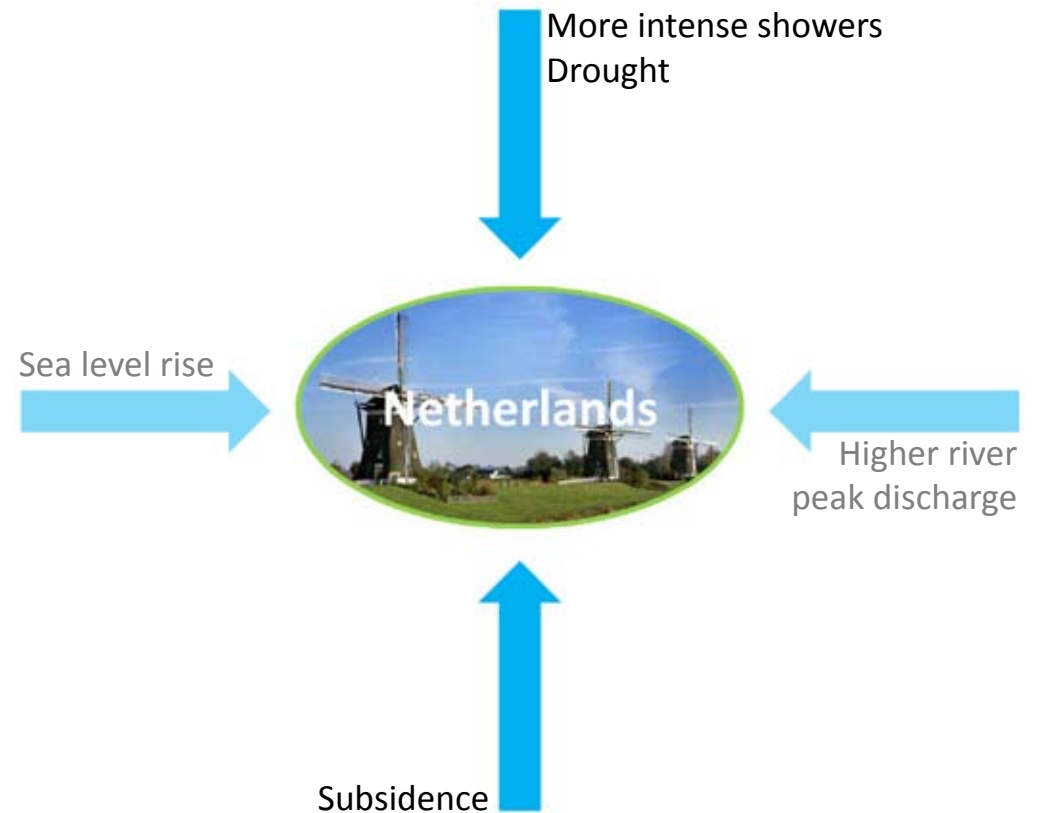 More intense showers
Drought
Sea level rise
Netherlands
Higher river
peak discharge
Subsidence